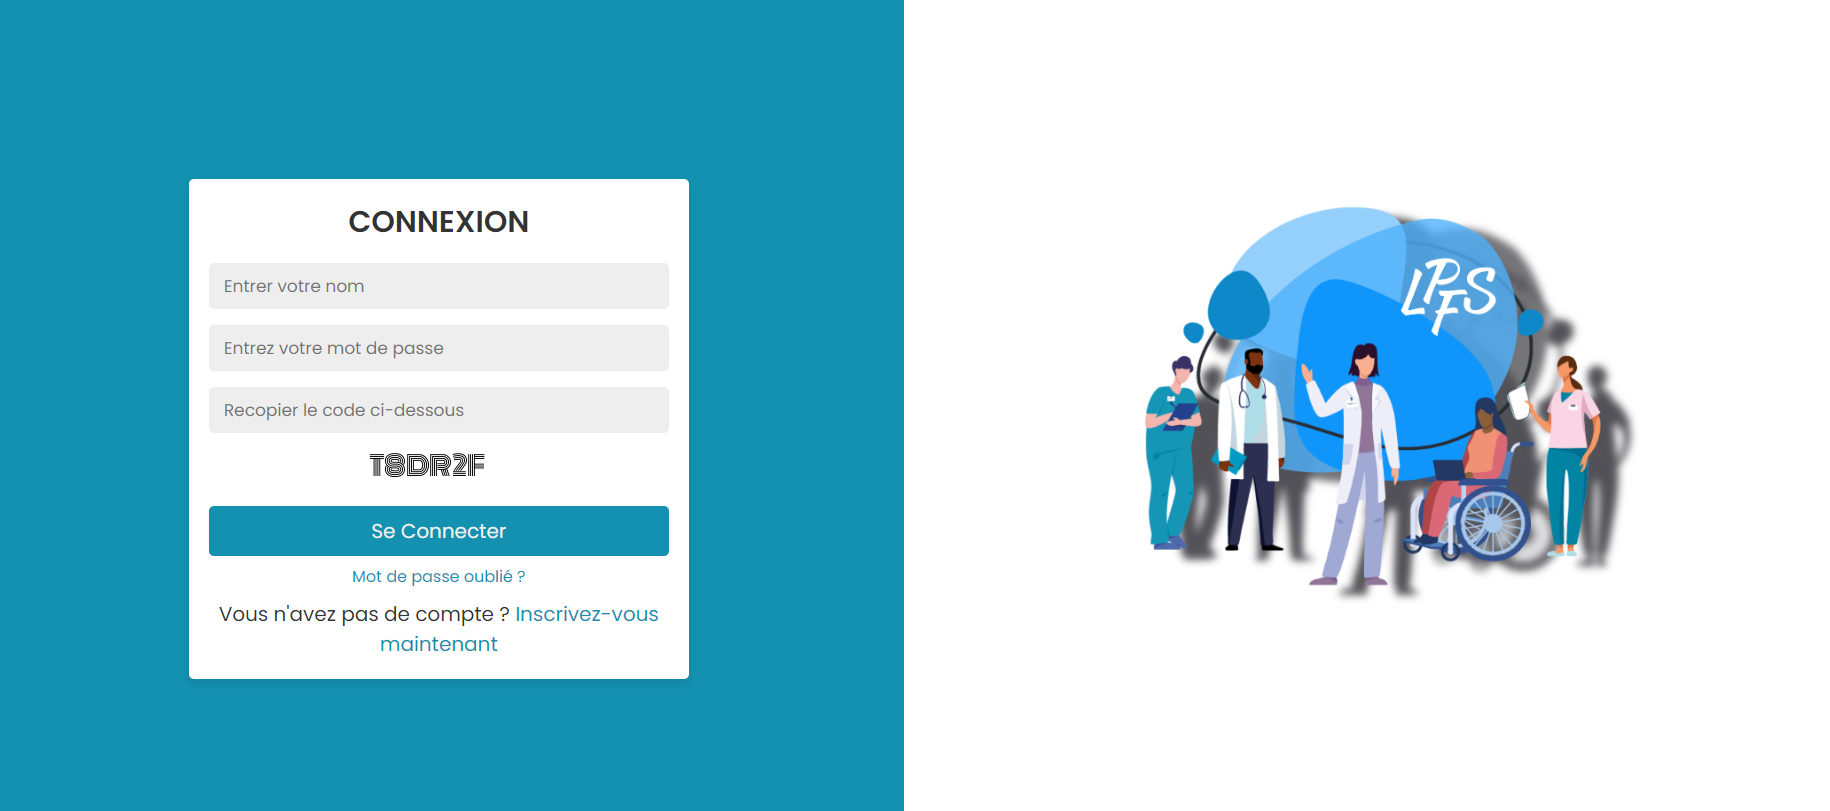 CONNEXION
Entrer votre nom
Entrez votre mot de passe
Recopier le code ci-dessous
T8DR2F
Se Connecter
Mot de passe oublié ?
Vous n'avez pas de compte ? Inscrivez-vous
maintenant
LPFS